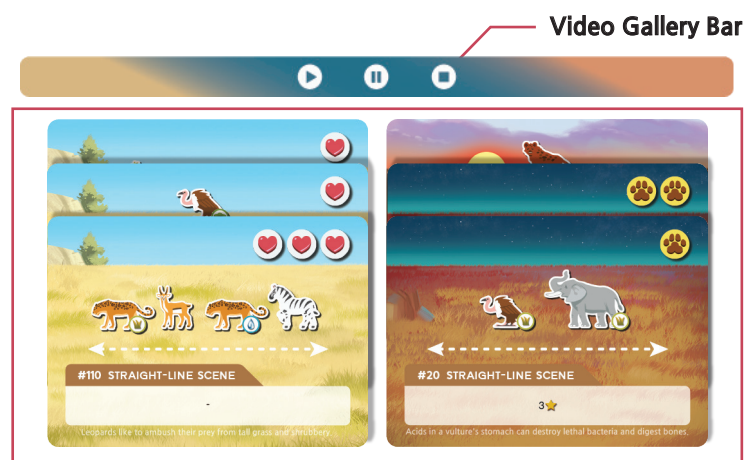 Video Gallery Bar
#110 STRAIGHT-LINE SCENE
-
Leopards like to ambush their prey from tall grass and shrubbery.
#20 STRAIGHT-LINE SCENE
3
Acids in a vulture's stomach can destroy lethal bacteria and digest bones.